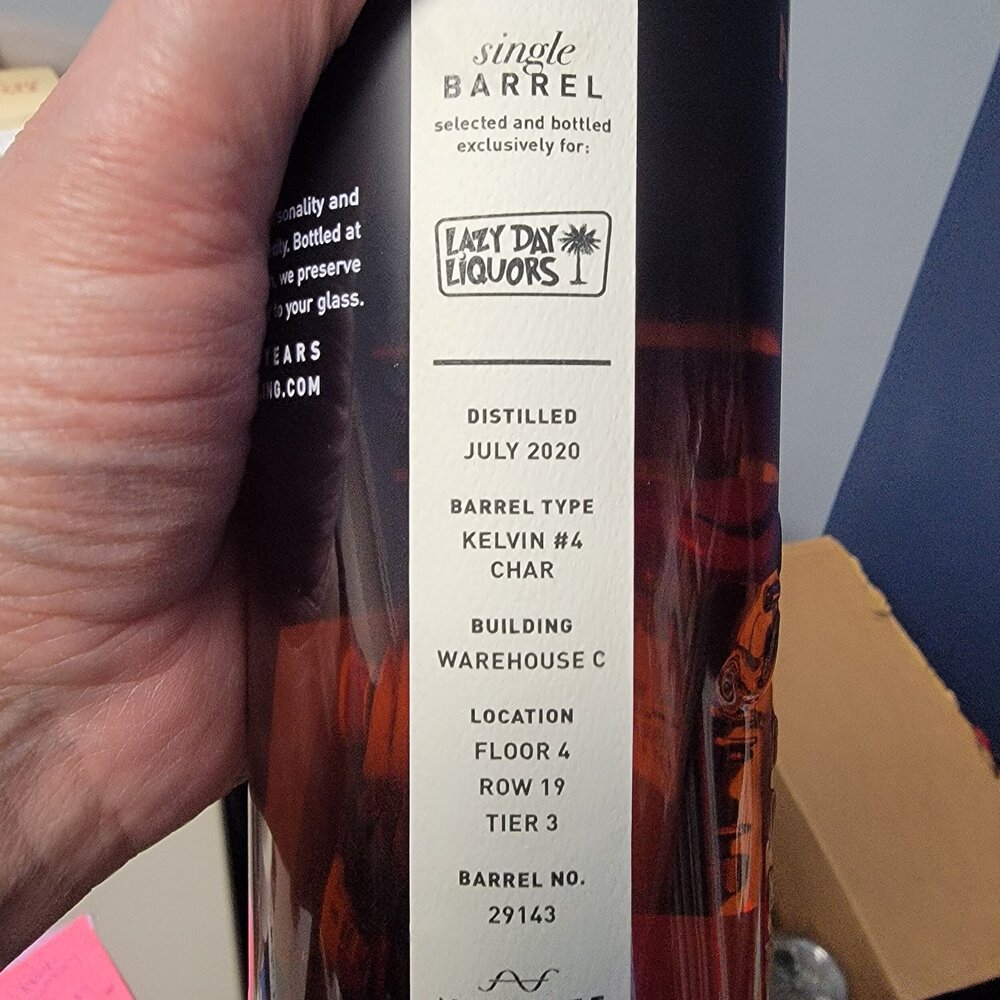 single
BARREL
selected and bottled
exclusively for:
LAZY DAY
LIQUORS
DISTILLED
JULY 2020
BARREL TYPE
KELVIN #4
CHAR
BUILDING
WAREHOUSE C
LOCATION
FLOOR 4
ROW 19
TIER 3
BARREL NO.
29143
sonality and
Bottled at
we preserve
to your glass.
EARS
NG.COM